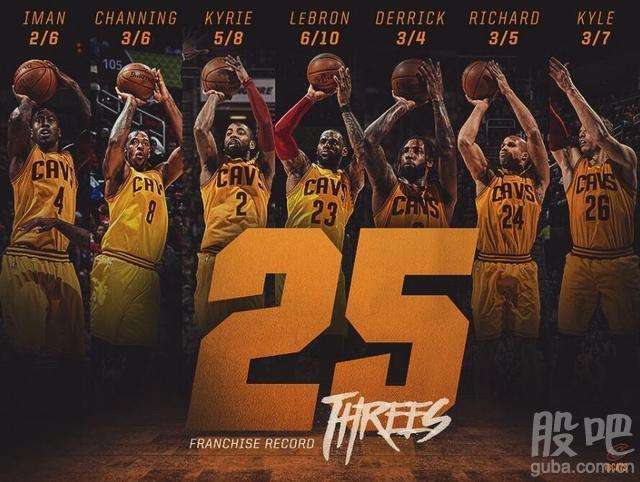 IMAN CHANNING KYRIE LEBRON DERRICK RICHARD KYLE
2/6 3/6 5/8 6/10 3/4 3/5 3/7
105
CAVS CAVS CAVS CAVS CAVS CAVS CAVS
4 8 2 23 24 26
25
THREES
FRANCHISE RECORD
股吧
guba.com.cn